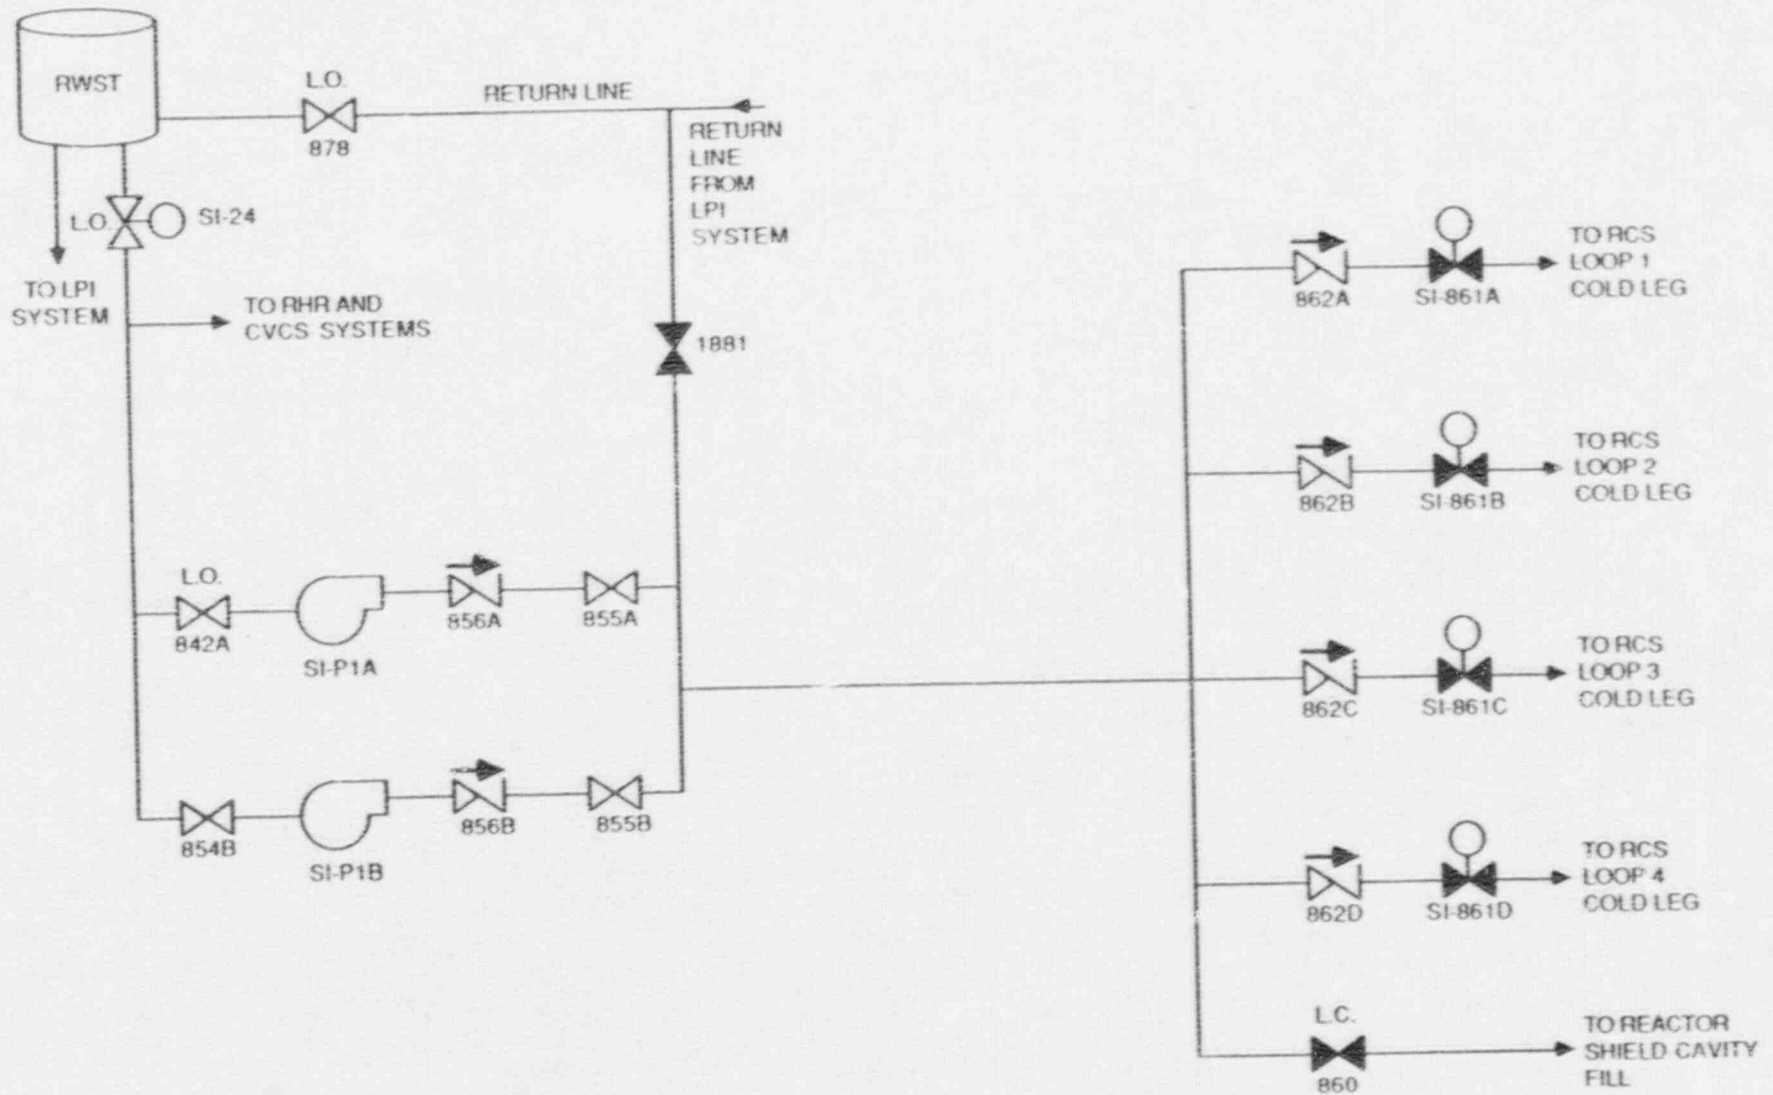 RWST
L.O.
878
RETURN LINE
RETURN
LINE
FROM
LPI
SYSTEM
L.O.
SI-24
TO LPI
SYSTEM
TO RHR AND
CVCS SYSTEMS
1881
L.O.
842A
SI-P1A
856A
855A
854B
SI-P1B
856B
855B
862A
SI-861A
TO RCS
LOOP 1
COLD LEG
862B
SI-861B
TO RCS
LOOP 2
COLD LEG
862C
SI-861C
TO RCS
LOOP 3
COLD LEG
862D
SI-861D
TO RCS
LOOP 4
COLD LEG
L.C.
860
TO REACTOR
SHIELD CAVITY
FILL